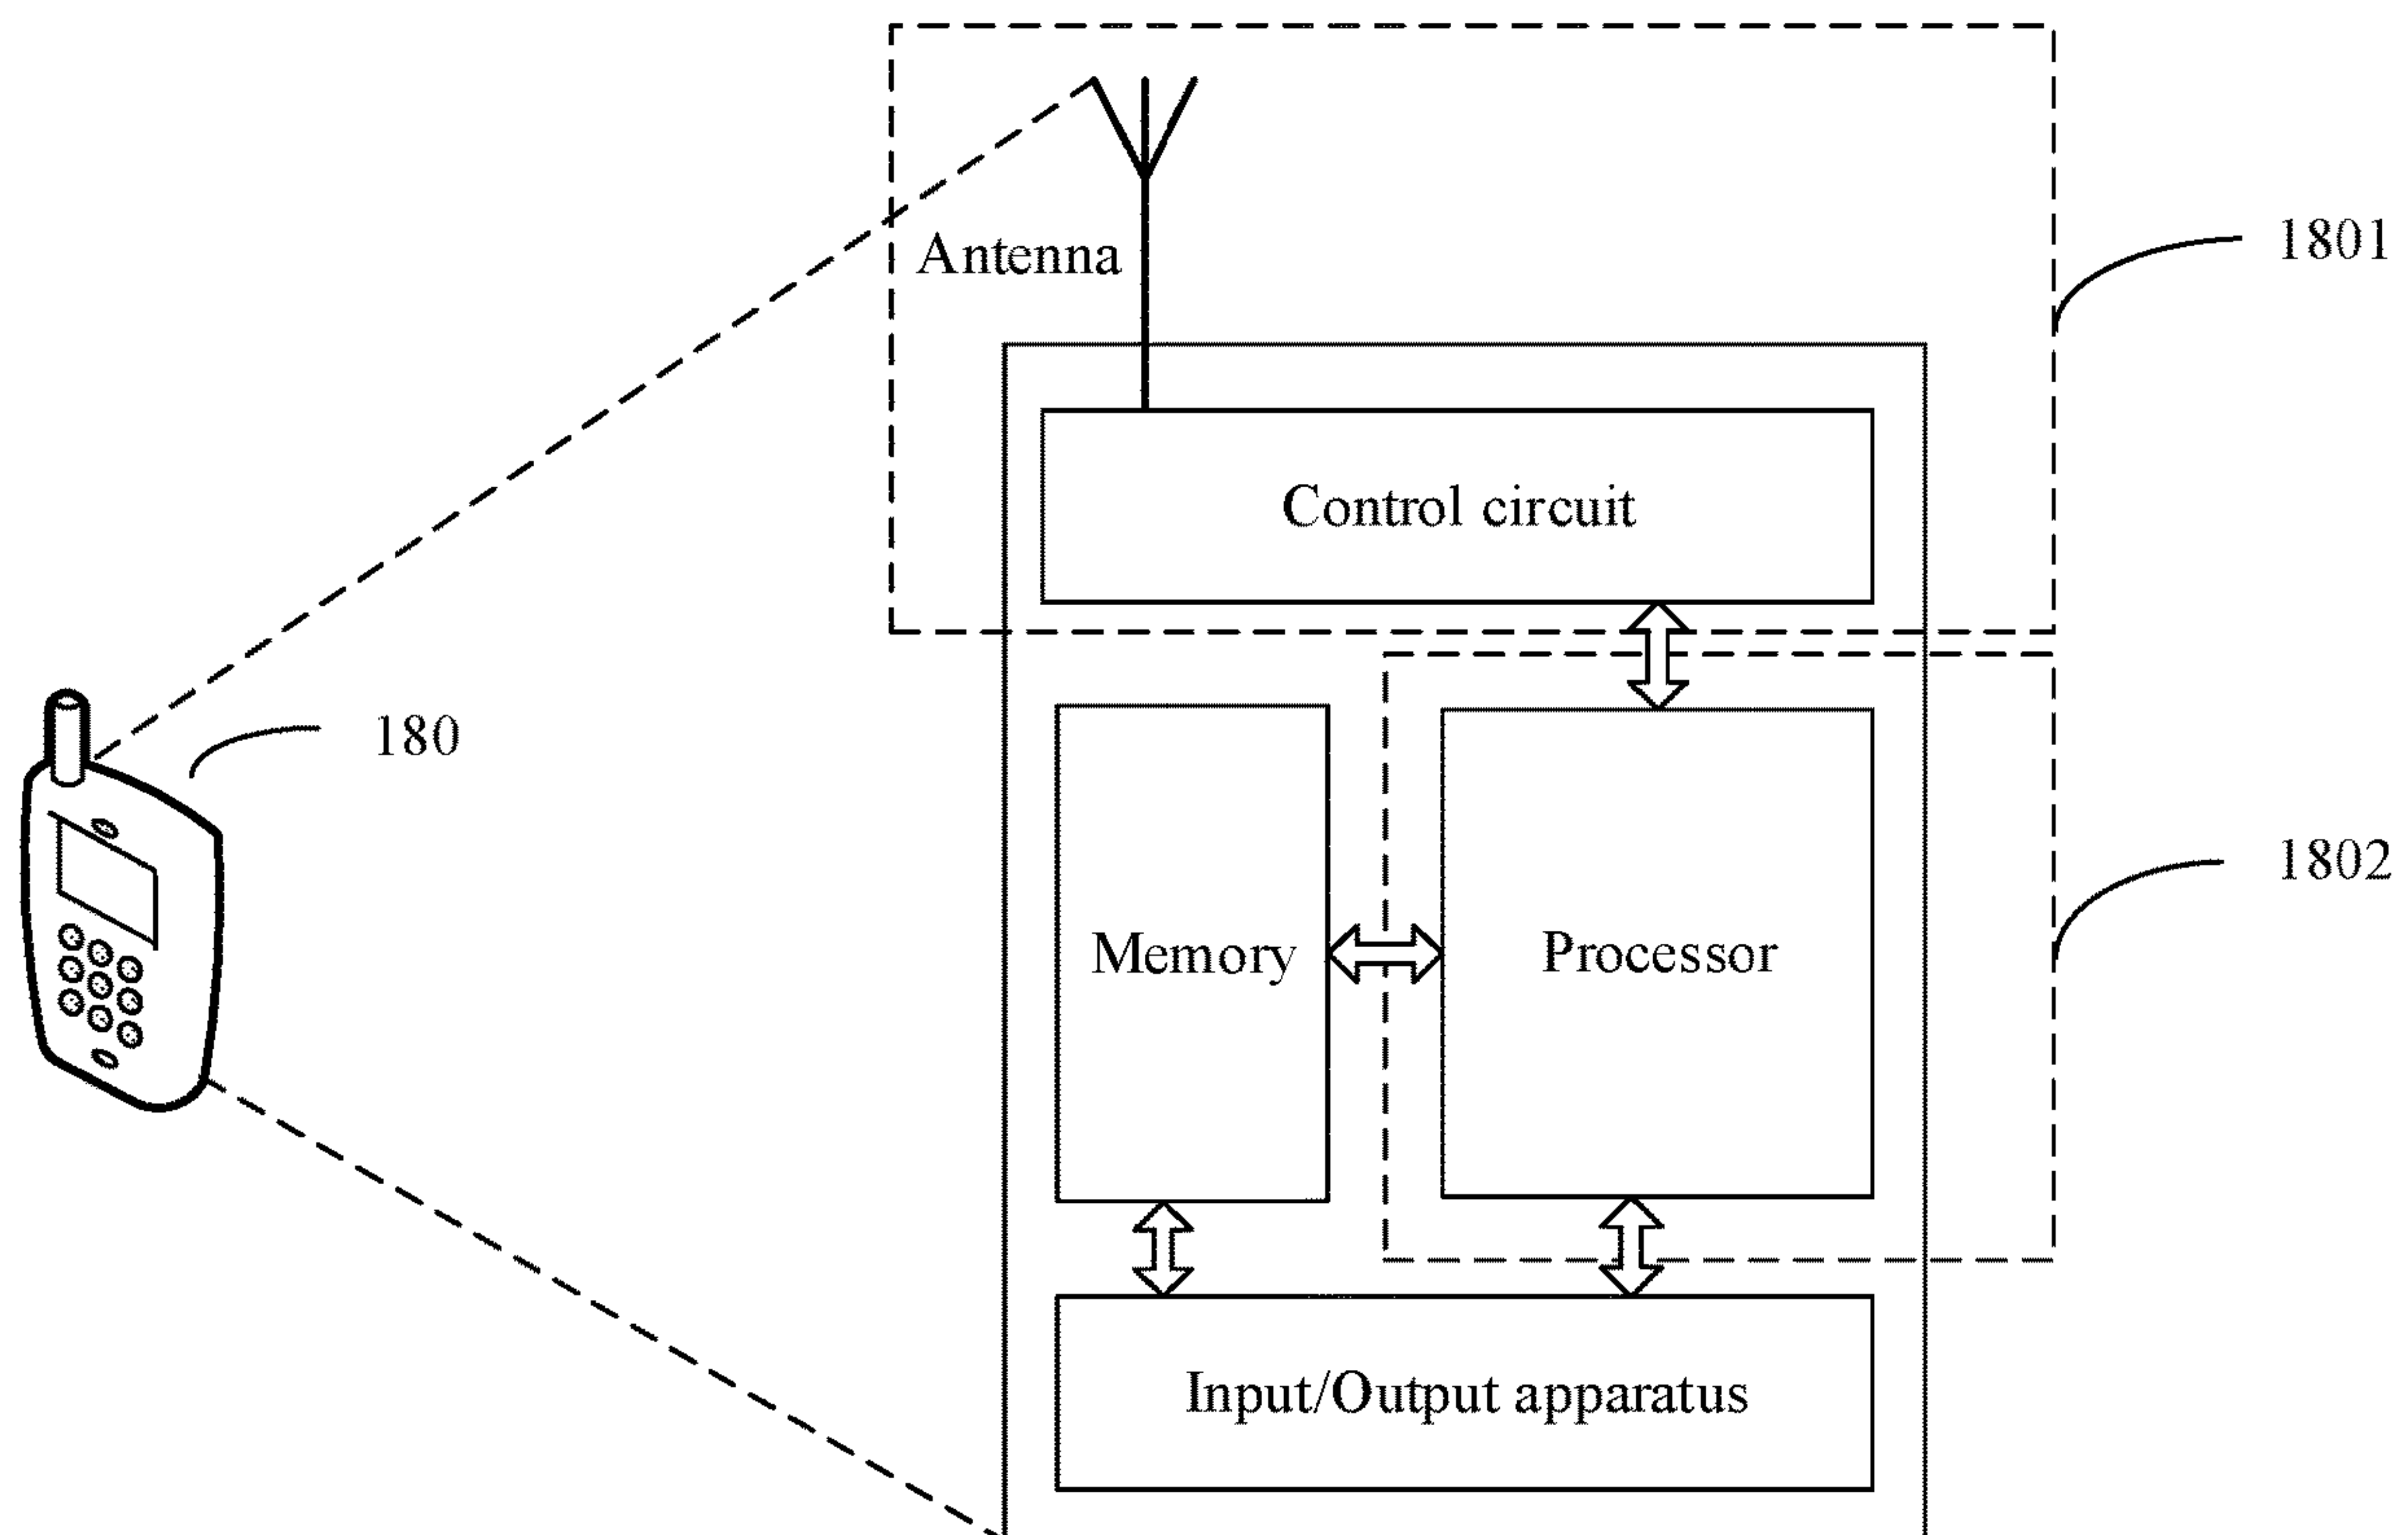 1801
Antenna
Control circuit
180
1802
Memory
Processor
Input/Output apparatus